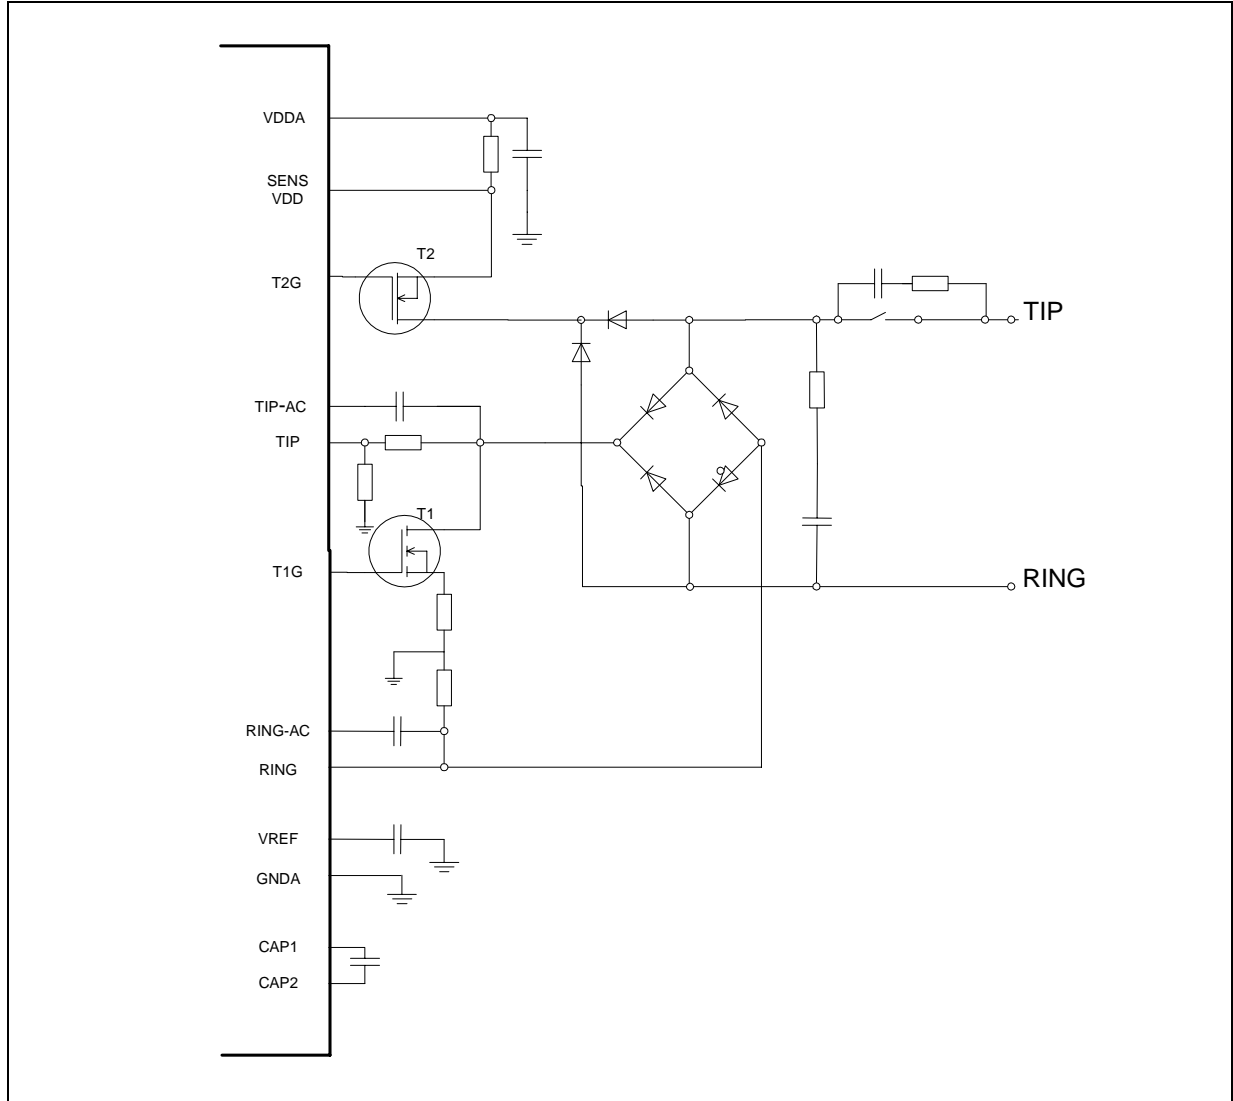 VDDA
SENS
VDD
T2
T2G
TIP
TIP-AC
TIP
T1
T1G
RING
RING-AC
RING
VREF
GNDA
CAP1
CAP2